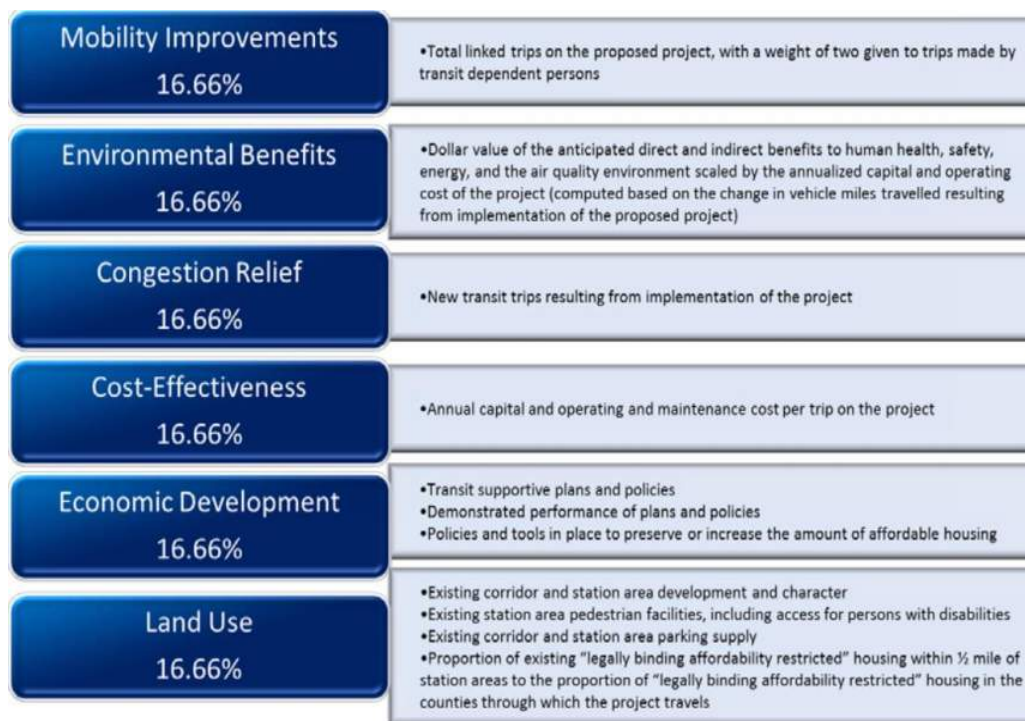 Mobility Improvements
16.66%
•Total linked trips on the proposed project, with a weight of two given to trips made by
transit dependent persons
Environmental Benefits
16.66%
•Dollar value of the anticipated direct and indirect benefits to human health, safety,
energy, and the air quality environment scaled by the annualized capital and operating
cost of the project (computed based on the change in vehicle miles travelled resulting
from implementation of the proposed project)
Congestion Relief
16.66%
•New transit trips resulting from implementation of the project
Cost-Effectiveness
16.66%
•Annual capital and operating and maintenance cost per trip on the project
Economic Development
16.66%
•Transit supportive plans and policies
•Demonstrated performance of plans and policies
•Policies and tools in place to preserve or increase the amount of affordable housing
Land Use
16.66%
•Existing corridor and station area development and character
•Existing station area pedestrian facilities, including access for persons with disabilities
•Existing corridor and station area parking supply
•Proportion of existing “legally binding affordability restricted” housing within ½ mile of
station areas to the proportion of “legally binding affordability restricted” housing in the
counties through which the project travels